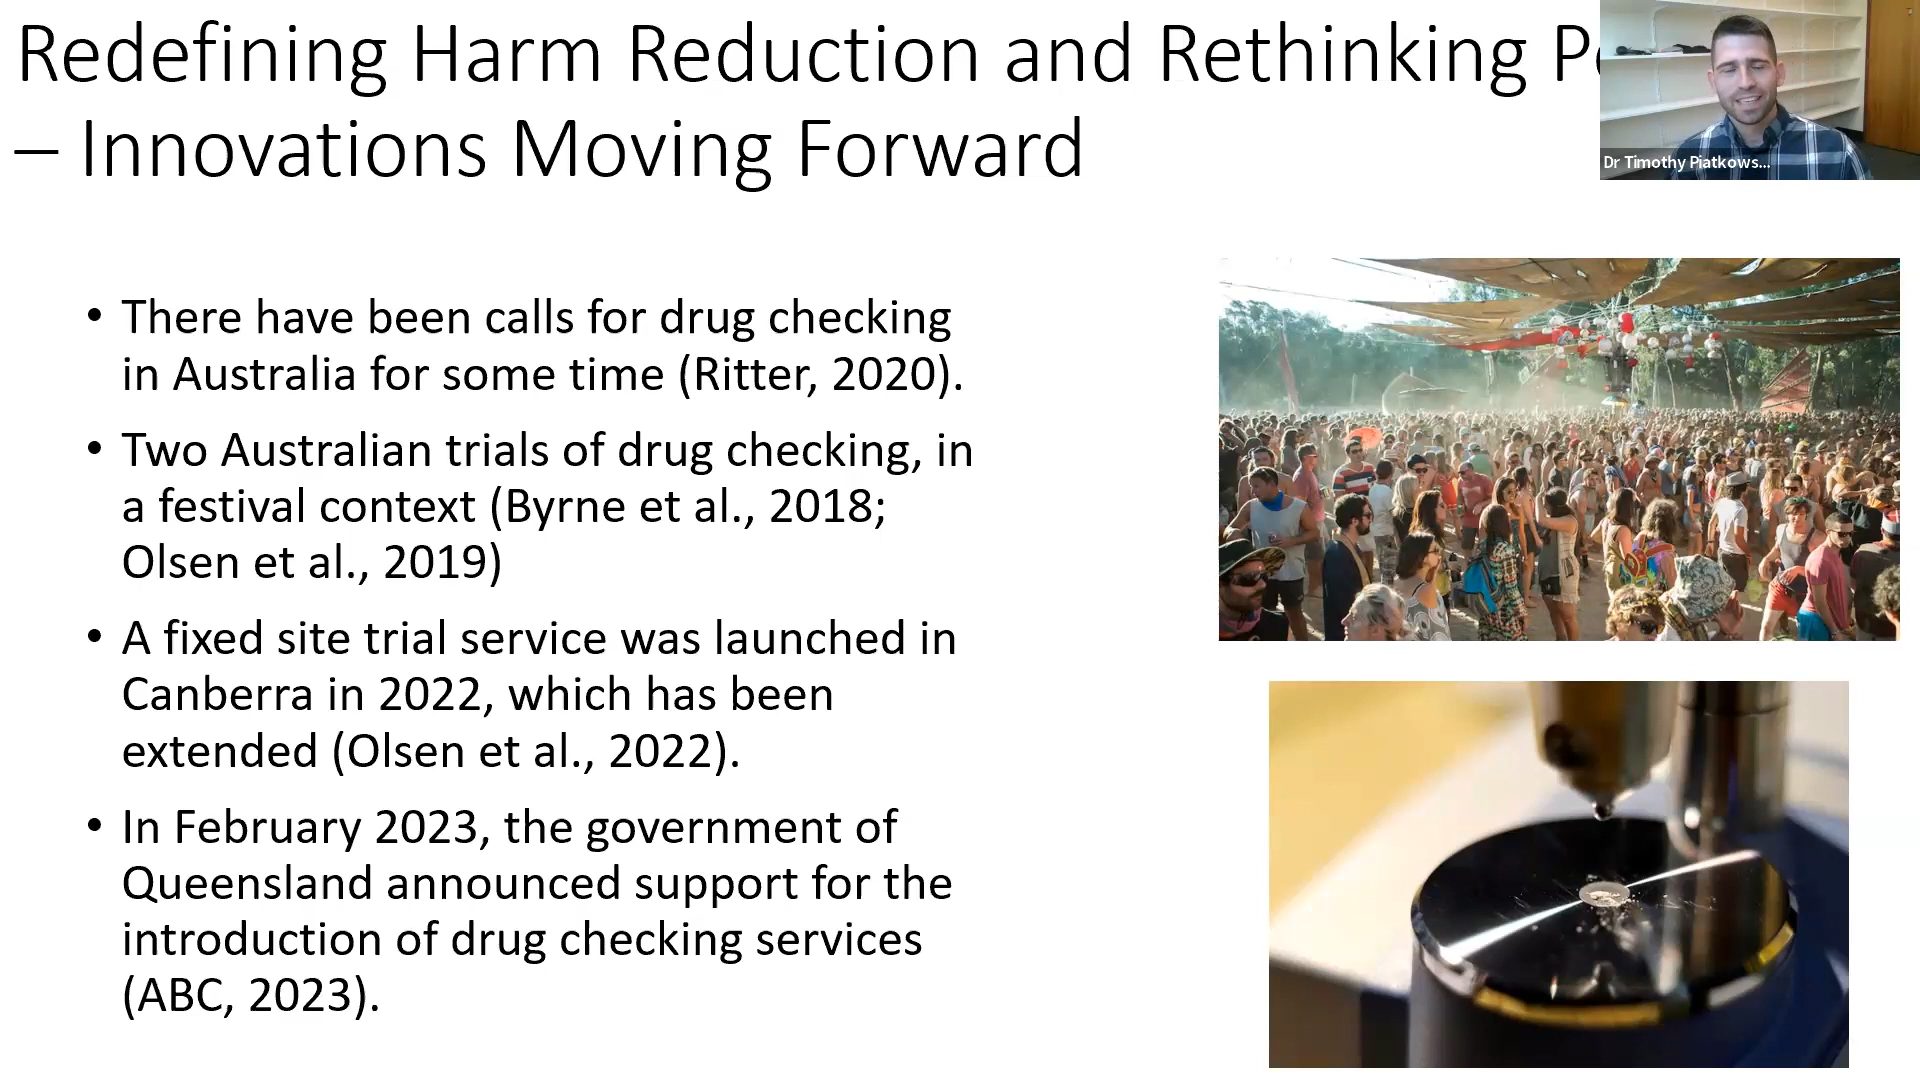 Redefining Harm Reduction and Rethinking
– Innovations Moving Forward
Dr Timothy Piatkows...
• There have been calls for drug checking
in Australia for some time (Ritter, 2020).
• Two Australian trials of drug checking, in
a festival context (Byrne et al., 2018;
Olsen et al., 2019)
• A fixed site trial service was launched in
Canberra in 2022, which has been
extended (Olsen et al., 2022).
• In February 2023, the government of
Queensland announced support for the
introduction of drug checking services
(ABC, 2023).